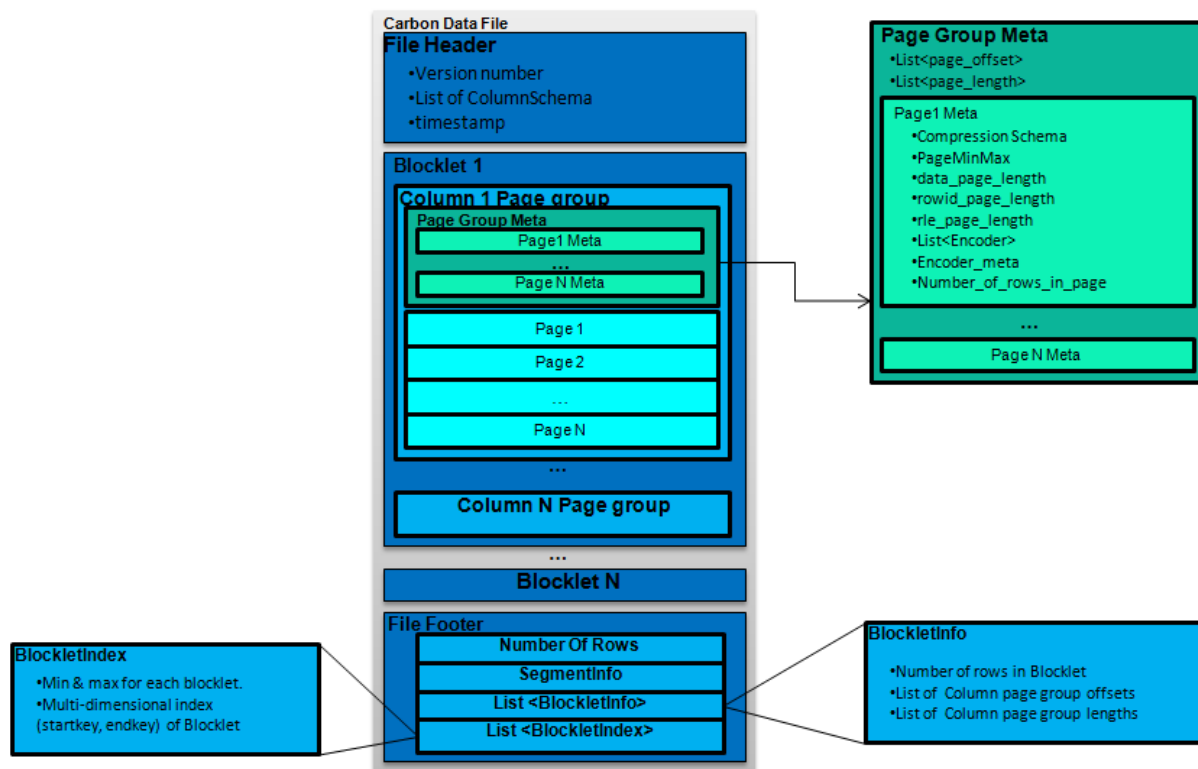 Carbon Data File
File Header
•Version number
•List of ColumnSchema
•timestamp
Blocklet 1
Column 1 Page group
Page Group Meta
Page1 Meta
...
Page N Meta
Page 1
Page 2
...
Page N
...
Column N Page group
...
Blocklet N
File Footer
Number Of Rows
SegmentInfo
List <BlockletInfo>
List <BlockletIndex>
Page Group Meta
•List<page_offset>
•List<page_length>
Page1 Meta
•Compression Schema
•PageMinMax
•data_page_length
•rowid_page_length
•rle_page_length
•List<Encoder>
•Encoder_meta
•Number_of_rows_in_page
...
Page N Meta
BlockletIndex
•Min & max for each blocklet.
•Multi-dimensional index
(startkey, endkey) of Blocklet
BlockletInfo
•Number of rows in Blocklet
•List of Column page group offsets
•List of Column page group lengths